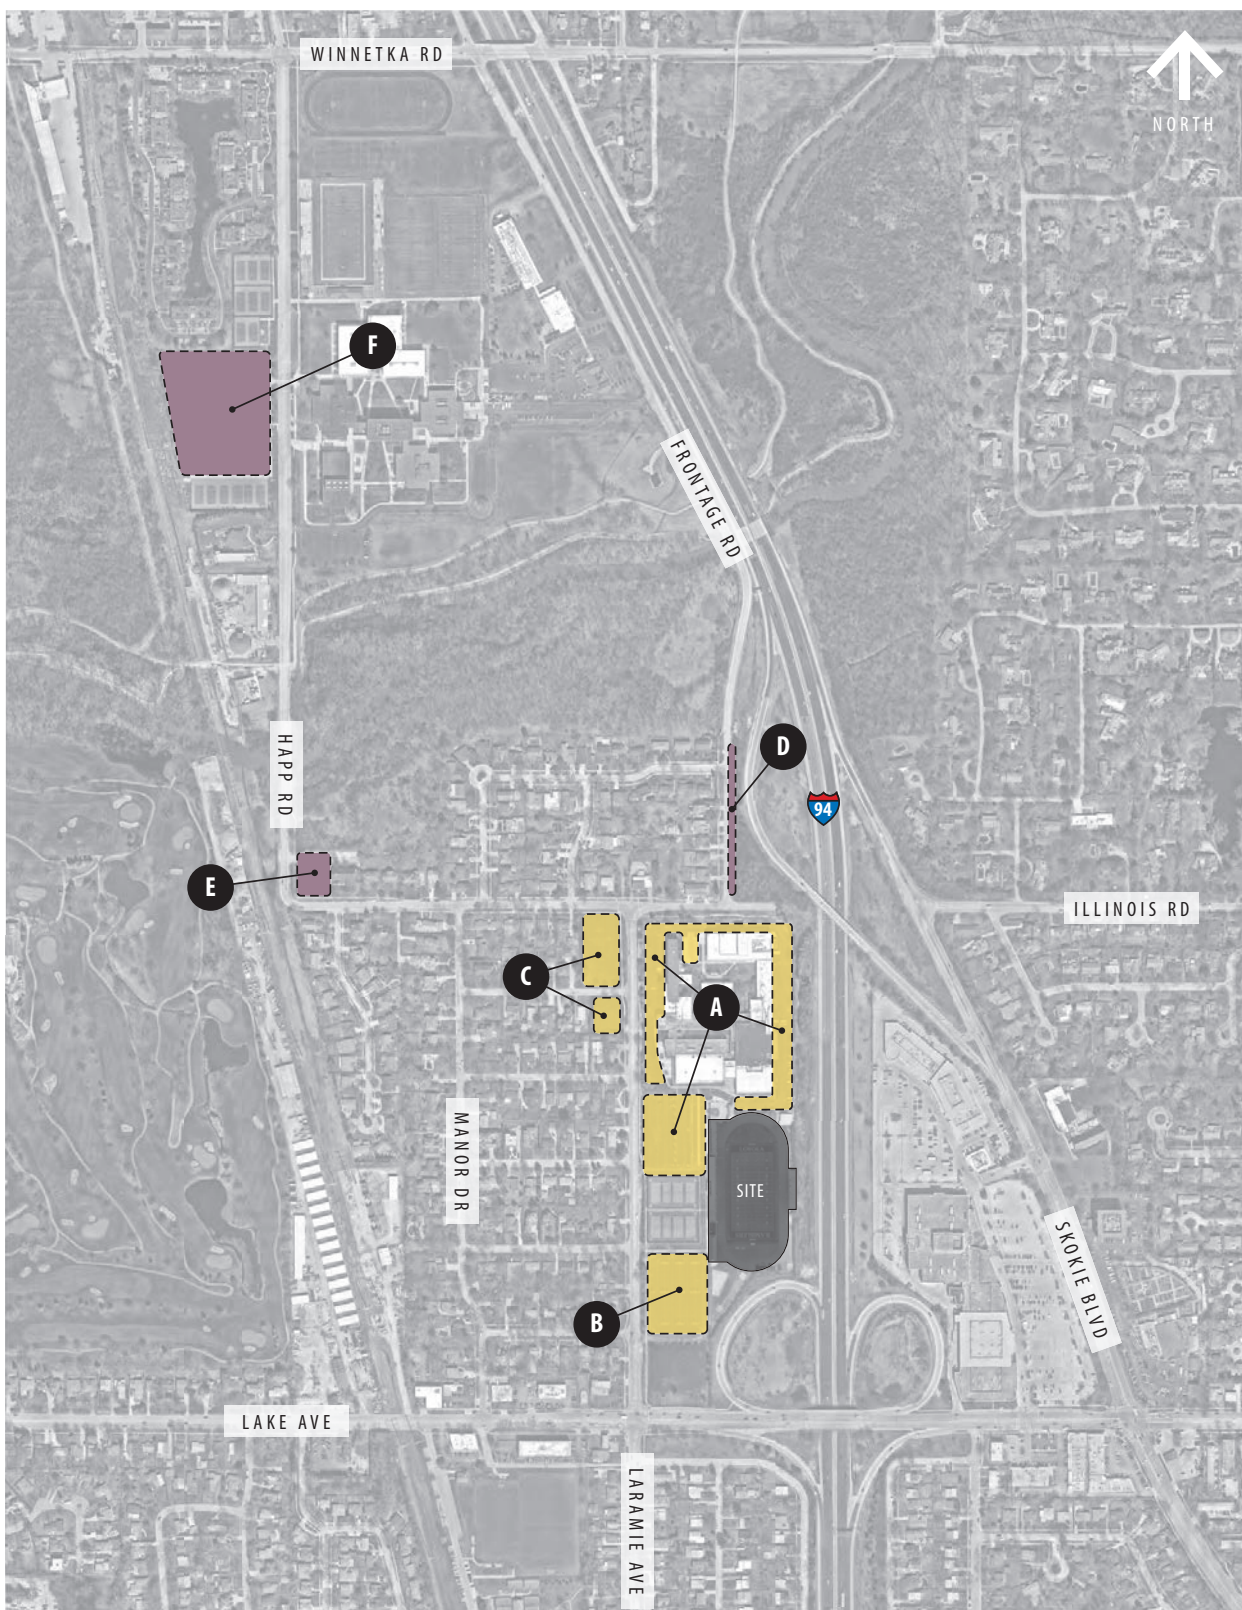 WINNETKA RD
NORTH
F
FRONTAGE RD
HAPP RD
D
94
E
ILLINOIS RD
C
A
MANOR DR
SITE
SKOKIE BLVD
B
LAKE AVE
LARAMIE AVE